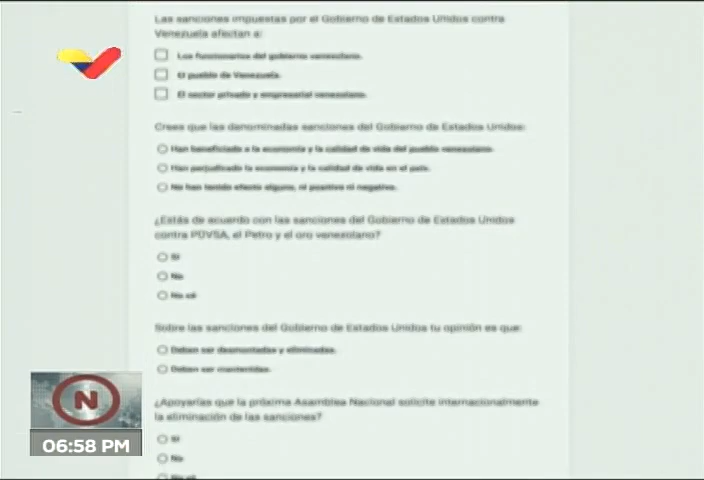 Las sanciones impuestas por el Gobierno de Estados Unidos contra
Venezuela afectan a:
Los funcionarios del gobierno venezolano.
El pueblo de Venezuela.
El sector privado y empresarial venezolano.
Crees que las denominadas sanciones del Gobierno de Estados Unidos:
Han beneficiado a la economía y la calidad de vida del pueblo venezolano.
Han perjudicado la economía y la calidad de vida en el país.
No han tenido efecto alguno, ni positivo ni negativo.
¿Estás de acuerdo con las sanciones del Gobierno de Estados Unidos
contra PDVSA, el Petro y el oro venezolano?
Sí
No
No sé
Sobre las sanciones del Gobierno de Estados Unidos tu opinión es que:
Deben ser desmontadas y eliminadas.
Deben ser mantenidas.
¿Apoyarías que la próxima Asamblea Nacional solicite internacionalmente
la eliminación de las sanciones?
Sí
No
No sé
N
06:58 PM